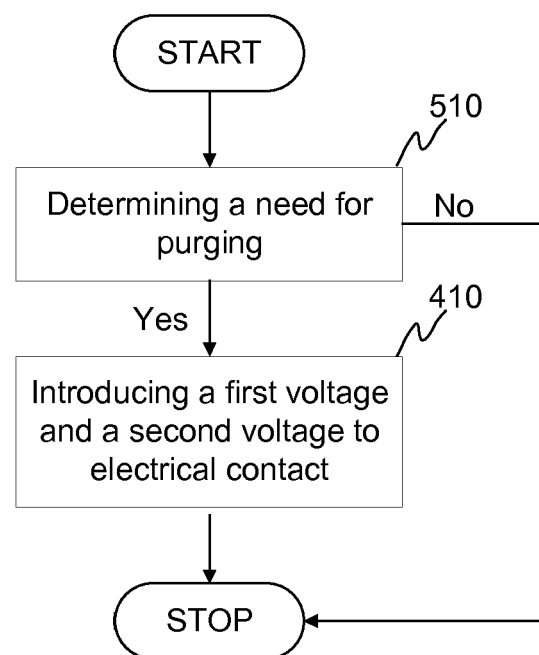 START
510
Determining a need for
purging
No
Yes
410
Introducing a first voltage
and a second voltage to
electrical contact
STOP